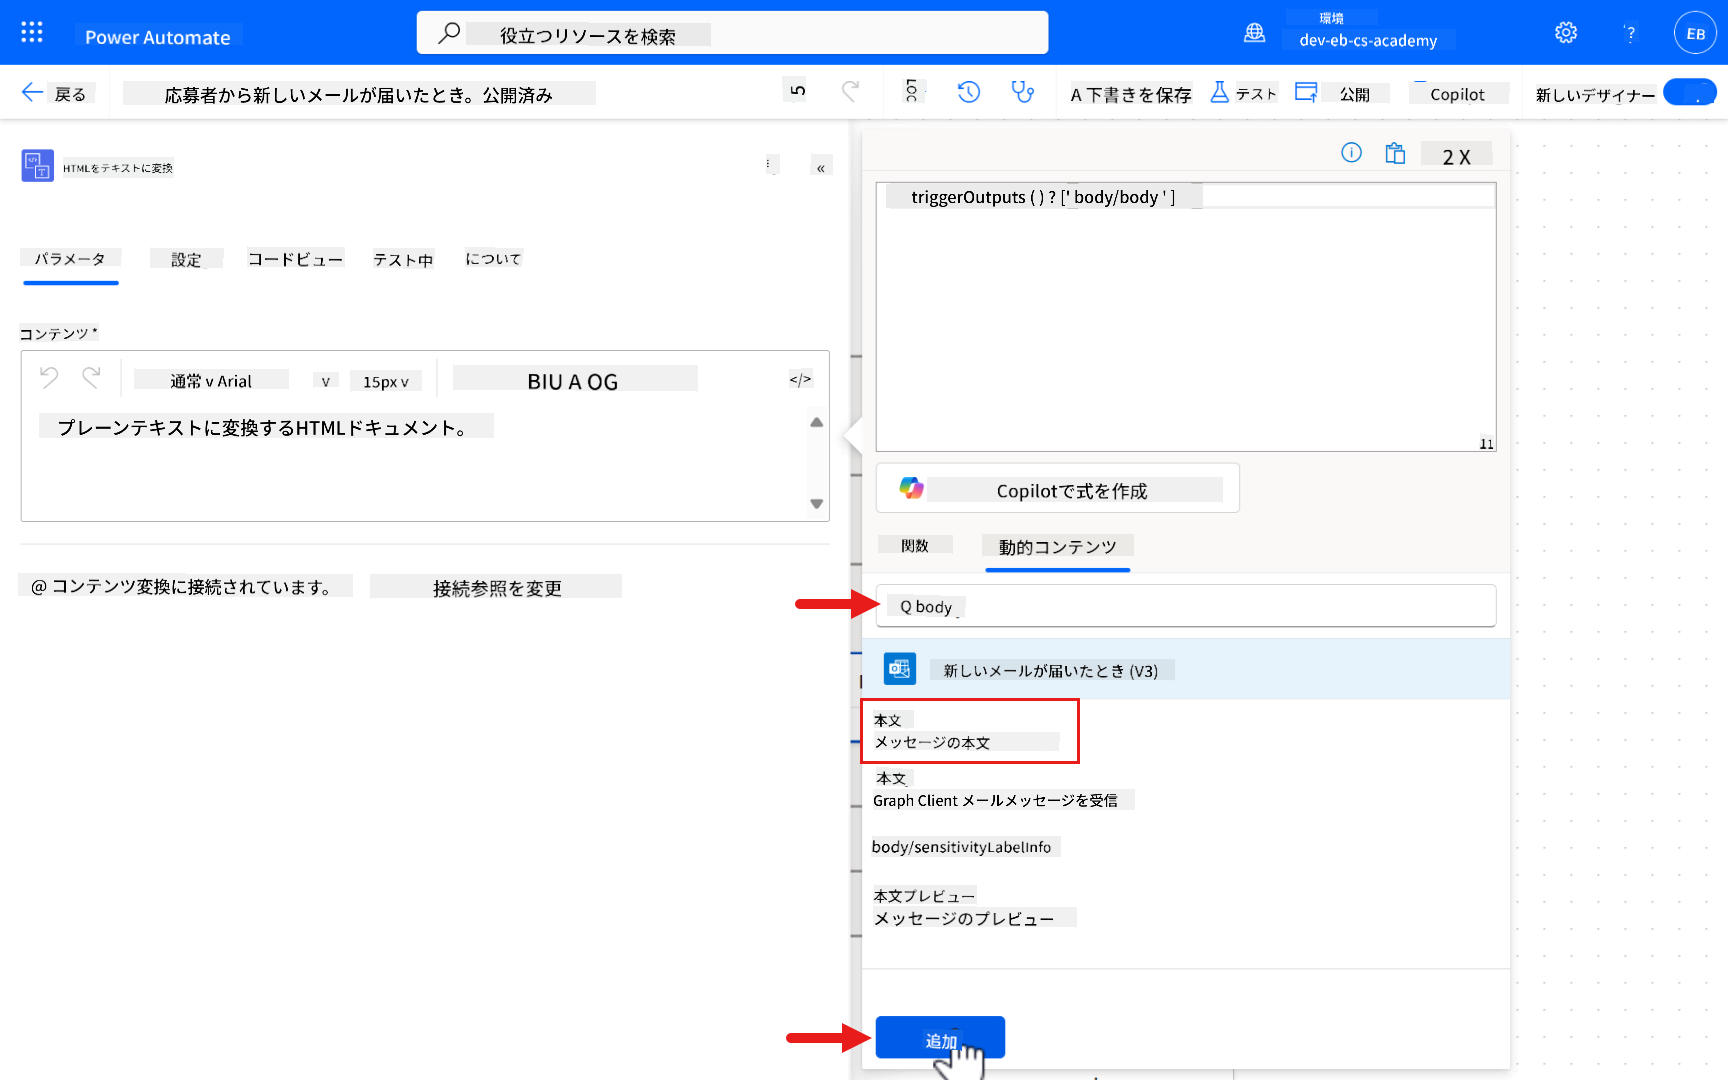 Power Automate
役立つリソースを検索
環境
dev-eb-cs-academy
?
EB
戻る
応募者から新しいメールが届いたとき。公開済み
A 下書きを保存
テスト
公開
Copilot
新しいデザイナー
HTMLをテキストに変換
«
2 X
triggerOutputs ( ) ? [' body/body ' ]
パラメータ
設定
コードビュー
テスト中
について
コンテンツ *
通常 v Arial
v
15px v
BIU A OG
</>
プレーンテキストに変換するHTMLドキュメント。
11
Copilotで式を作成
関数
動的コンテンツ
@ コンテンツ変換に接続されています。
接続参照を変更
Q body
新しいメールが届いたとき (V3)
本文
メッセージの本文
本文
Graph Client メールメッセージを受信
body/sensitivityLabelInfo
本文プレビュー
メッセージのプレビュー
追加